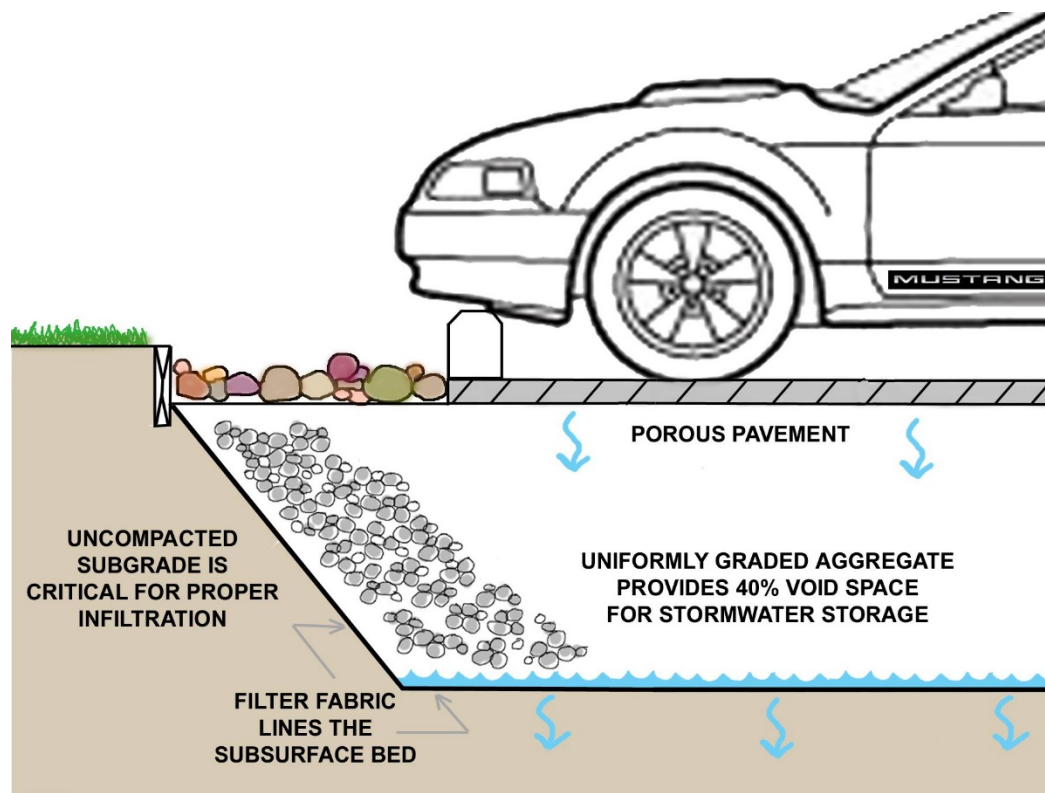 MUSTANG
POROUS PAVEMENT
UNCOMPACTED
SUBGRADE IS
CRITICAL FOR PROPER
INFILTRATION
UNIFORMLY GRADED AGGREGATE
PROVIDES 40% VOID SPACE
FOR STORMWATER STORAGE
FILTER FABRIC
LINES THE
SUBSURFACE BED